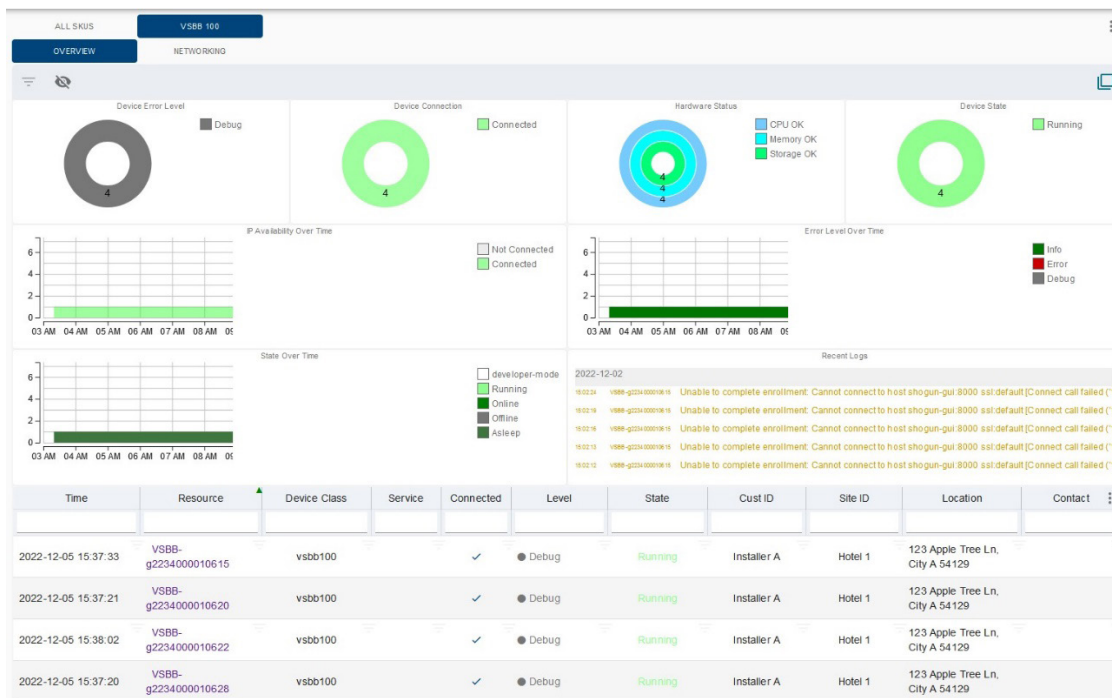 ALL SKUS VSBB 100
OVERVIEW NETWORKING
Device Error Level
Debug
4
Device Connection
Connected
4
Hardware Status
CPU OK
Memory OK
Storage OK
4
4
4
Device State
Running
4
IP Availability Over Time
6
4
2
0
03 AM 04 AM 05 AM 06 AM 07 AM 08 AM 09
Not Connected
Connected
Error Level Over Time
6
4
2
0
03 AM 04 AM 05 AM 06 AM 07 AM 08 AM 09
Info
Error
Debug
State Over Time
6
4
2
0
03 AM 04 AM 05 AM 06 AM 07 AM 08 AM 09
developer-mode
Running
Online
Offline
Asleep
Recent Logs
2022-12-02
Unable to complete enrollment: Cannot connect to host shogun-gui:8000 ssl:default [Connect call failed ('
Unable to complete enrollment: Cannot connect to host shogun-gui:8000 ssl:default [Connect call failed ('
Unable to complete enrollment: Cannot connect to host shogun-gui:8000 ssl:default [Connect call failed ('
Unable to complete enrollment: Cannot connect to host shogun-gui:8000 ssl:default [Connect call failed ('
Unable to complete enrollment: Cannot connect to host shogun-gui:8000 ssl:default [Connect call failed ('
Time Resource Device Class Service Connected Level State Cust ID Site ID Location Contact
2022-12-05 15:37:33 VSBB- vsbb100 Debug Running Installer A Hotel 1 123 Apple Tree Ln,
g2234000010615 City A 54129
2022-12-05 15:37:21 VSBB- vsbb100 Debug Running Installer A Hotel 1 123 Apple Tree Ln,
g2234000010620 City A 54129
2022-12-05 15:38:02 VSBB- vsbb100 Debug Running Installer A Hotel 1 123 Apple Tree Ln,
g2234000010622 City A 54129
2022-12-05 15:37:20 VSBB- vsbb100 Debug Running Installer A Hotel 1 123 Apple Tree Ln,
g2234000010628 City A 54129